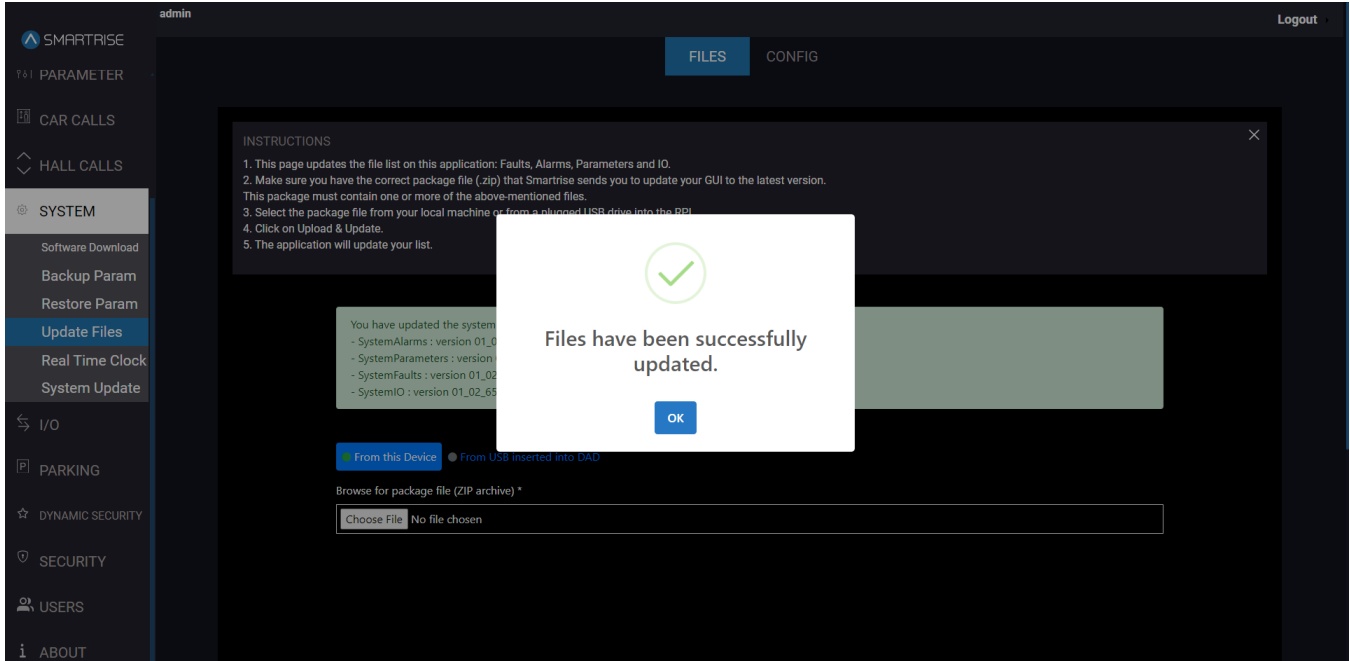 admin
Logout
SMARTRISE
PARAMETER
CAR CALLS
HALL CALLS
SYSTEM
Software Download
Backup Param
Restore Param
Update Files
Real Time Clock
System Update
I/O
PARKING
DYNAMIC SECURITY
SECURITY
USERS
ABOUT
FILES CONFIG
INSTRUCTIONS
1. This page updates the file list on this application: Faults, Alarms, Parameters and IO.
2. Make sure you have the correct package file (.zip) that Smartrise sends you to update your GUI to the latest version.
This package must contain one or more of the above-mentioned files.
3. Select the package file from your local machine or from a plugged USB drive into the RPI
4. Click on Upload & Update.
5. The application will update your list.
You have updated the system
- SystemAlarms : version 01_0
- SystemParameters : version
- SystemFaults : version 01_02
- SystemIO : version 01_02_65
Files have been successfully
updated.
OK
From this Device From USB inserted into DAD
Browse for package file (ZIP archive) *
Choose File No file chosen